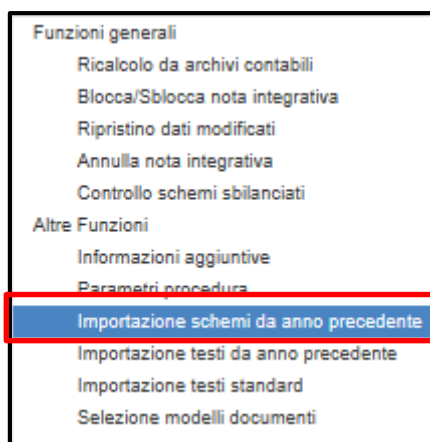 Funzioni generali
Ricalcolo da archivi contabili
Blocca/Sblocca nota integrativa
Ripristino dati modificati
Annulla nota integrativa
Controllo schemi sbilanciati
Altre Funzioni
Informazioni aggiuntive
Parametri procedura
Importazione schemi da anno precedente
Importazione testi da anno precedente
Importazione testi standard
Selezione modelli documenti